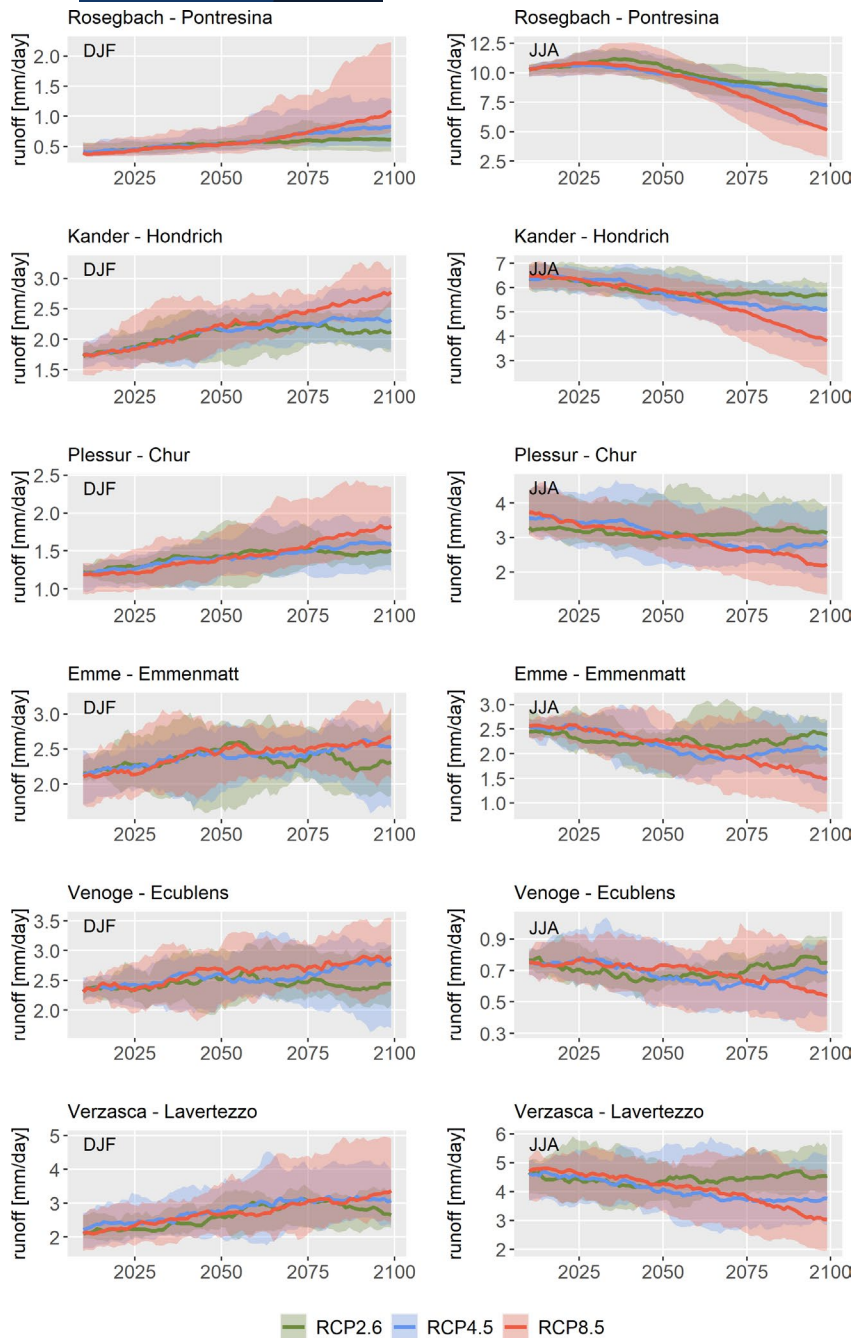 Rosegbach - Pontresina
DJF
runoff [mm/day]
2.0
1.5
1.0
0.5
2025 2050 2075 2100
JJA
runoff [mm/day]
12.5
10.0
7.5
5.0
2.5
2025 2050 2075 2100
Kander - Hondrich
DJF
runoff [mm/day]
3.0
2.5
2.0
1.5
2025 2050 2075 2100
Kander - Hondrich
JJA
runoff [mm/day]
7
6
5
4
3
2025 2050 2075 2100
Plessur - Chur
DJF
runoff [mm/day]
2.5
2.0
1.5
1.0
2025 2050 2075 2100
Plessur - Chur
JJA
runoff [mm/day]
4
3
2
2025 2050 2075 2100
Emme - Emmenmatt
DJF
runoff [mm/day]
3.0
2.5
2.0
2025 2050 2075 2100
Emme - Emmenmatt
JJA
runoff [mm/day]
3.0
2.5
2.0
1.5
1.0
2025 2050 2075 2100
Venoge - Ecublens
DJF
runoff [mm/day]
3.5
3.0
2.5
2.0
2025 2050 2075 2100
Venoge - Ecublens
JJA
runoff [mm/day]
0.9
0.7
0.5
0.3
2025 2050 2075 2100
Verzasca - Lavertezzo
DJF
runoff [mm/day]
5
4
3
2
2025 2050 2075 2100
Verzasca - Lavertezzo
JJA
runoff [mm/day]
6
5
4
3
2
2025 2050 2075 2100
RCP2.6 RCP4.5 RCP8.5